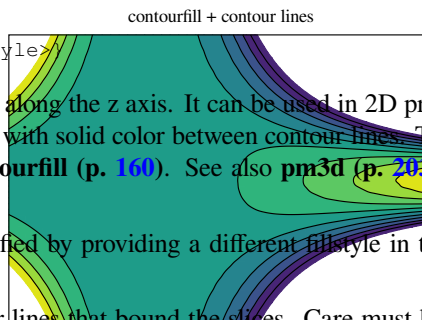 contourfill + contour lines
yle>}
along the z axis. It can be used in 2D pr
with solid color between contour lines. T
ourfill (p. 160). See also pm3d (p. 20
fied by providing a different fillstyle in t
r lines that bound the slices. Care must